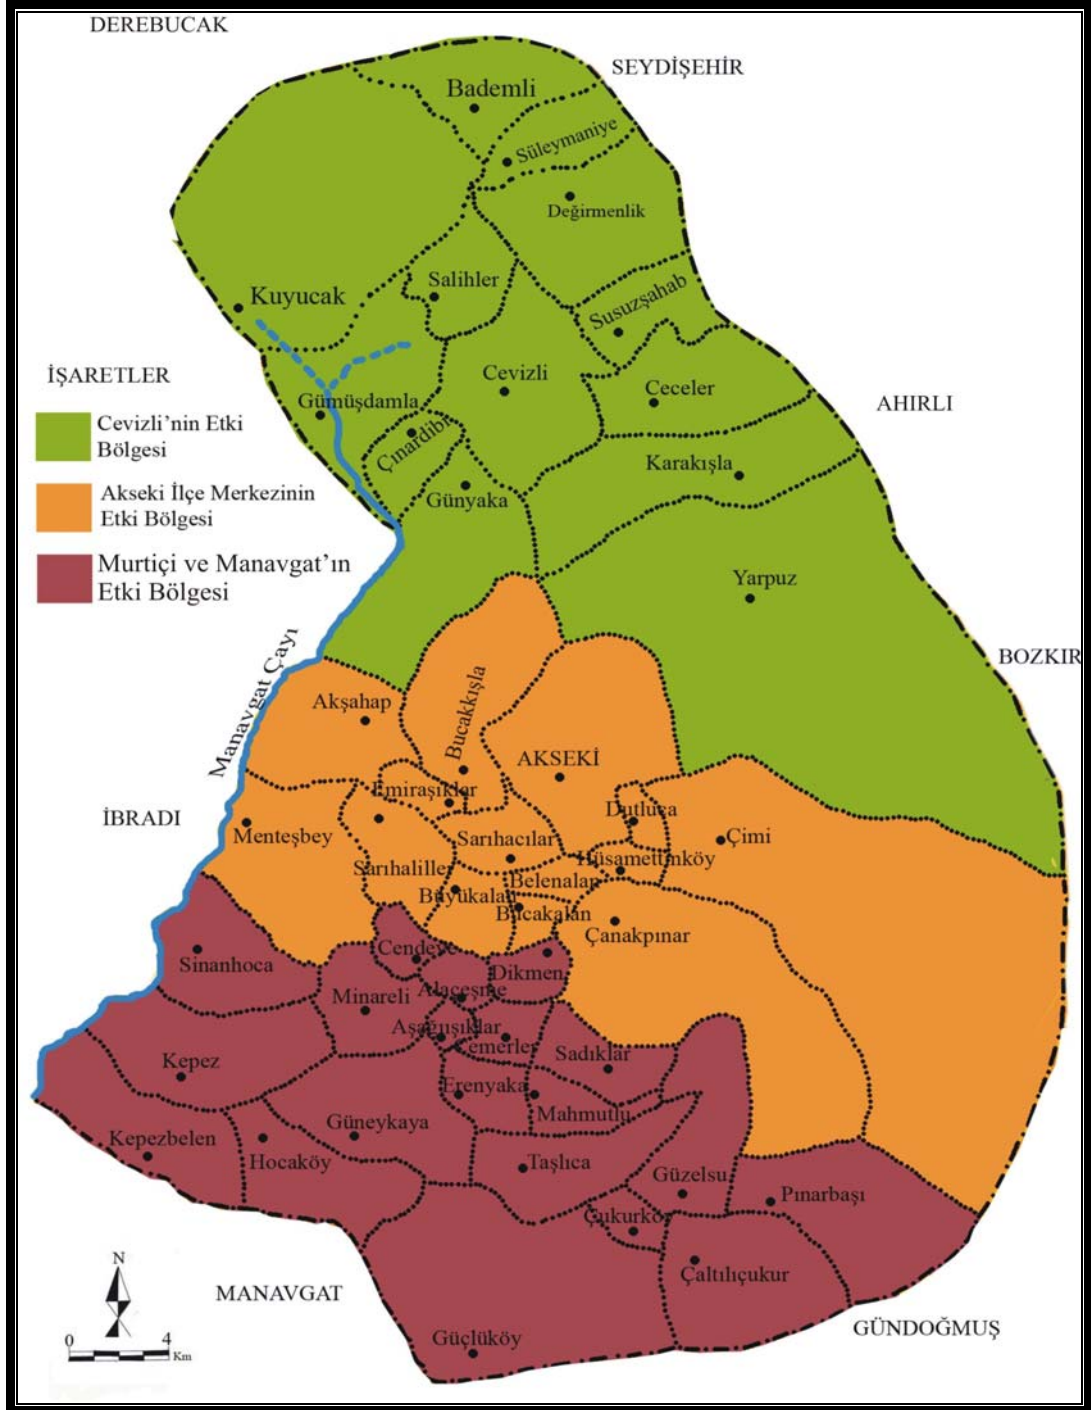 DEREBUCAK
SEYDİŞEHİR
Bademli
Süleymaniye
Değirmenlik
Salihler
Kuyucak
Susuzşahab
İŞARETLER
Cevizli
Ceceler
Gümüşdamla
AHIRLI
Cevizli’nin Etki
Bölgesi
Çınardibi
Karakışla
Akseki İlçe Merkezinin
Etki Bölgesi
Günyaka
Murtiçi ve Manavgat’ın
Etki Bölgesi
Yarpuz
BOZKIR
Manavgat Çayı
Akşahap
Bucakkışla
AKSEKİ
Emiraşıklar
Dutluca
İBRADI
Menteşbey
Sarıhacılar
Çimi
Hüsamettinköy
Sarıhaliller
Belenalan
Büyükalan
Bucakalan
Çanakpınar
Cendeve
Sinanhoca
Dikmen
Minareli
Alaçeşme
Aşağıışıklar
Cemerler
Sadıklar
Kepez
Erenyaka
Mahmutlu
Güneykaya
Kepezbelen
Hocaköy
Taşlıca
Güzelsu
Pınarbaşı
Çukurköy
N
Çaltılıçukur
MANAVGAT
GÜNDOĞMUŞ
Güçlüköy
0 4
Km